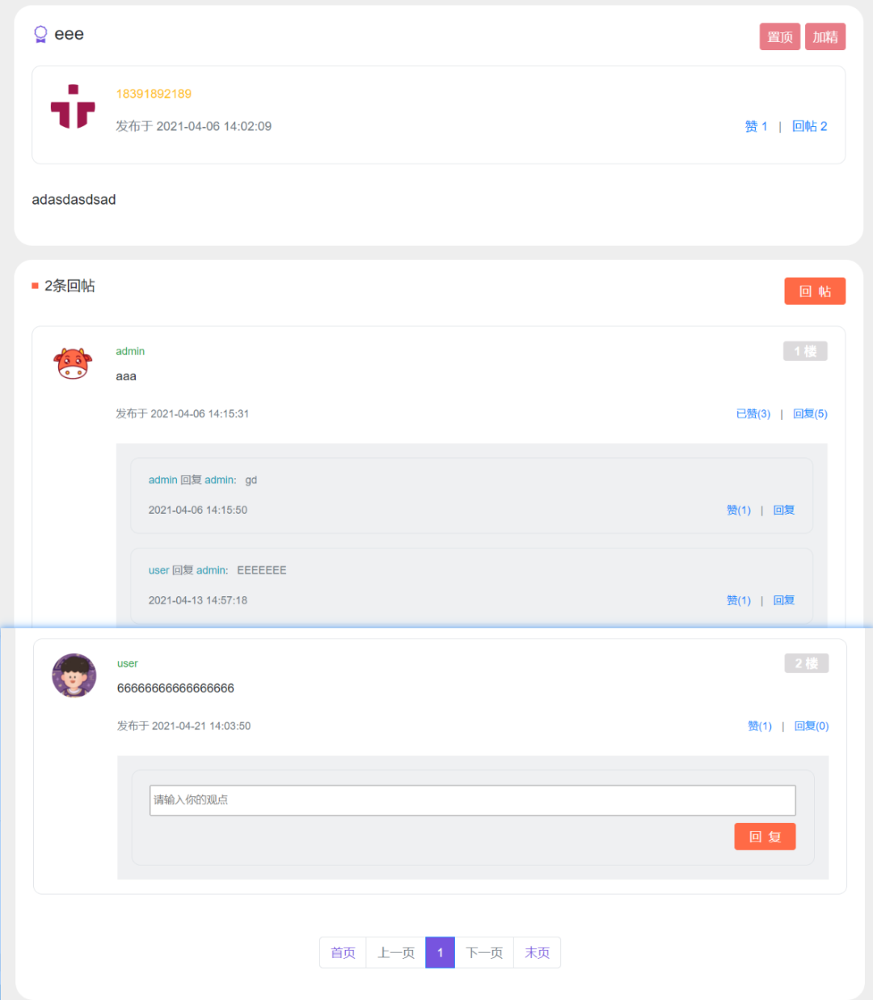 eee
置顶 加精
18391892189
发布于 2021-04-06 14:02:09 赞 1 | 回帖 2
adasdasdsad
2条回帖
回 帖
admin 1 楼
aaa
发布于 2021-04-06 14:15:31 已赞(3) | 回复(5)
admin 回复 admin: gd
2021-04-06 14:15:50 赞(1) | 回复
user 回复 admin: EEEEEEE
2021-04-13 14:57:18 赞(1) | 回复
user 2 楼
66666666666666666
发布于 2021-04-21 14:03:50 赞(1) | 回复(0)
请输入你的观点
回 复
首页 上一页 1 下一页 末页